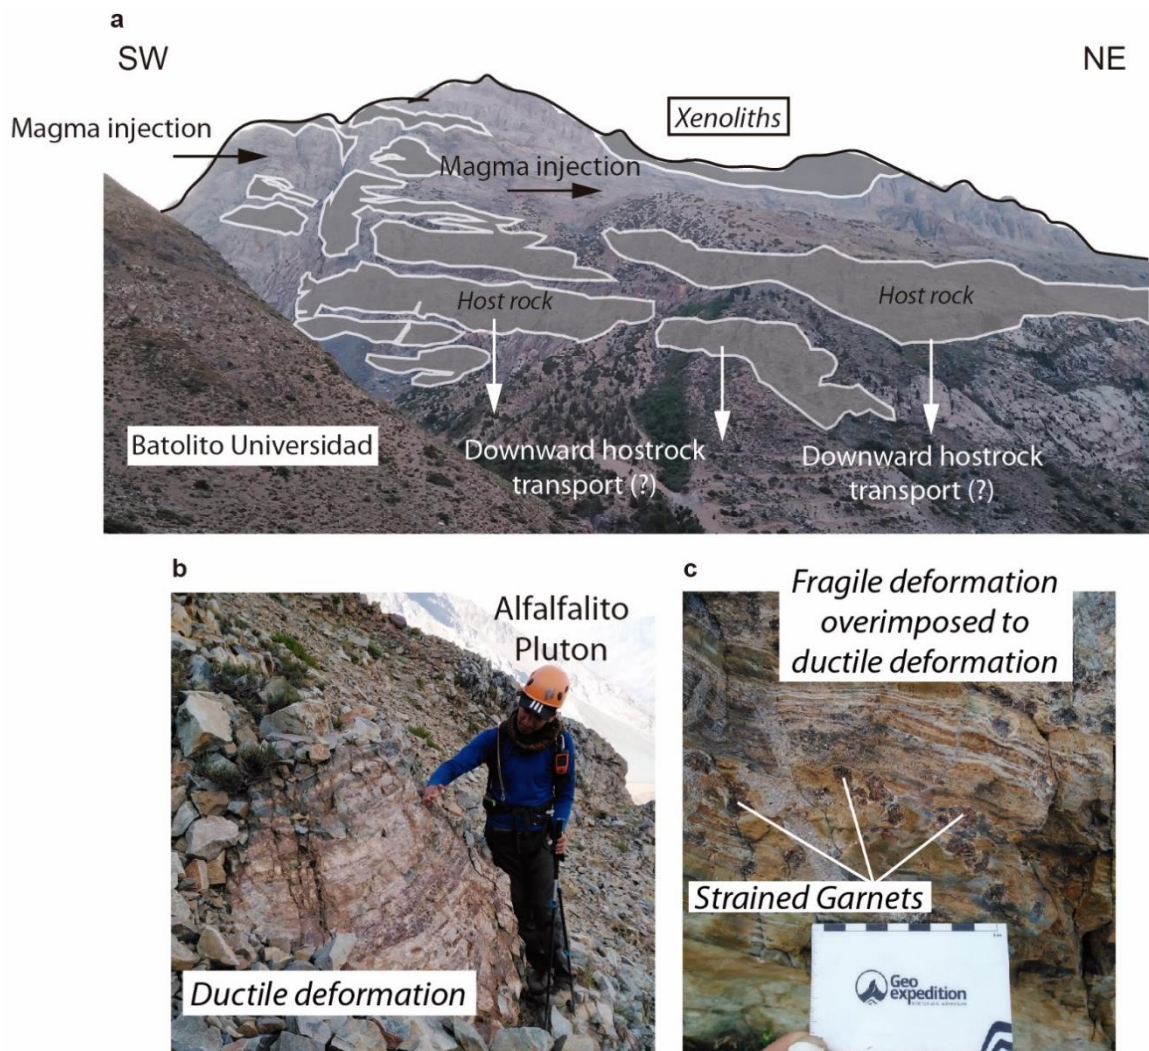 a
SW
NE
Magma injection
Xenoliths
Magma injection
Host rock
Host rock
Batolito Universidad
Downward hostrock
transport (?)
Downward hostrock
transport (?)
b
Alfalfalito
Pluton
Ductile deformation
c
Fragile deformation
overimposed to
ductile deformation
Strained Garnets
Geo
expedition